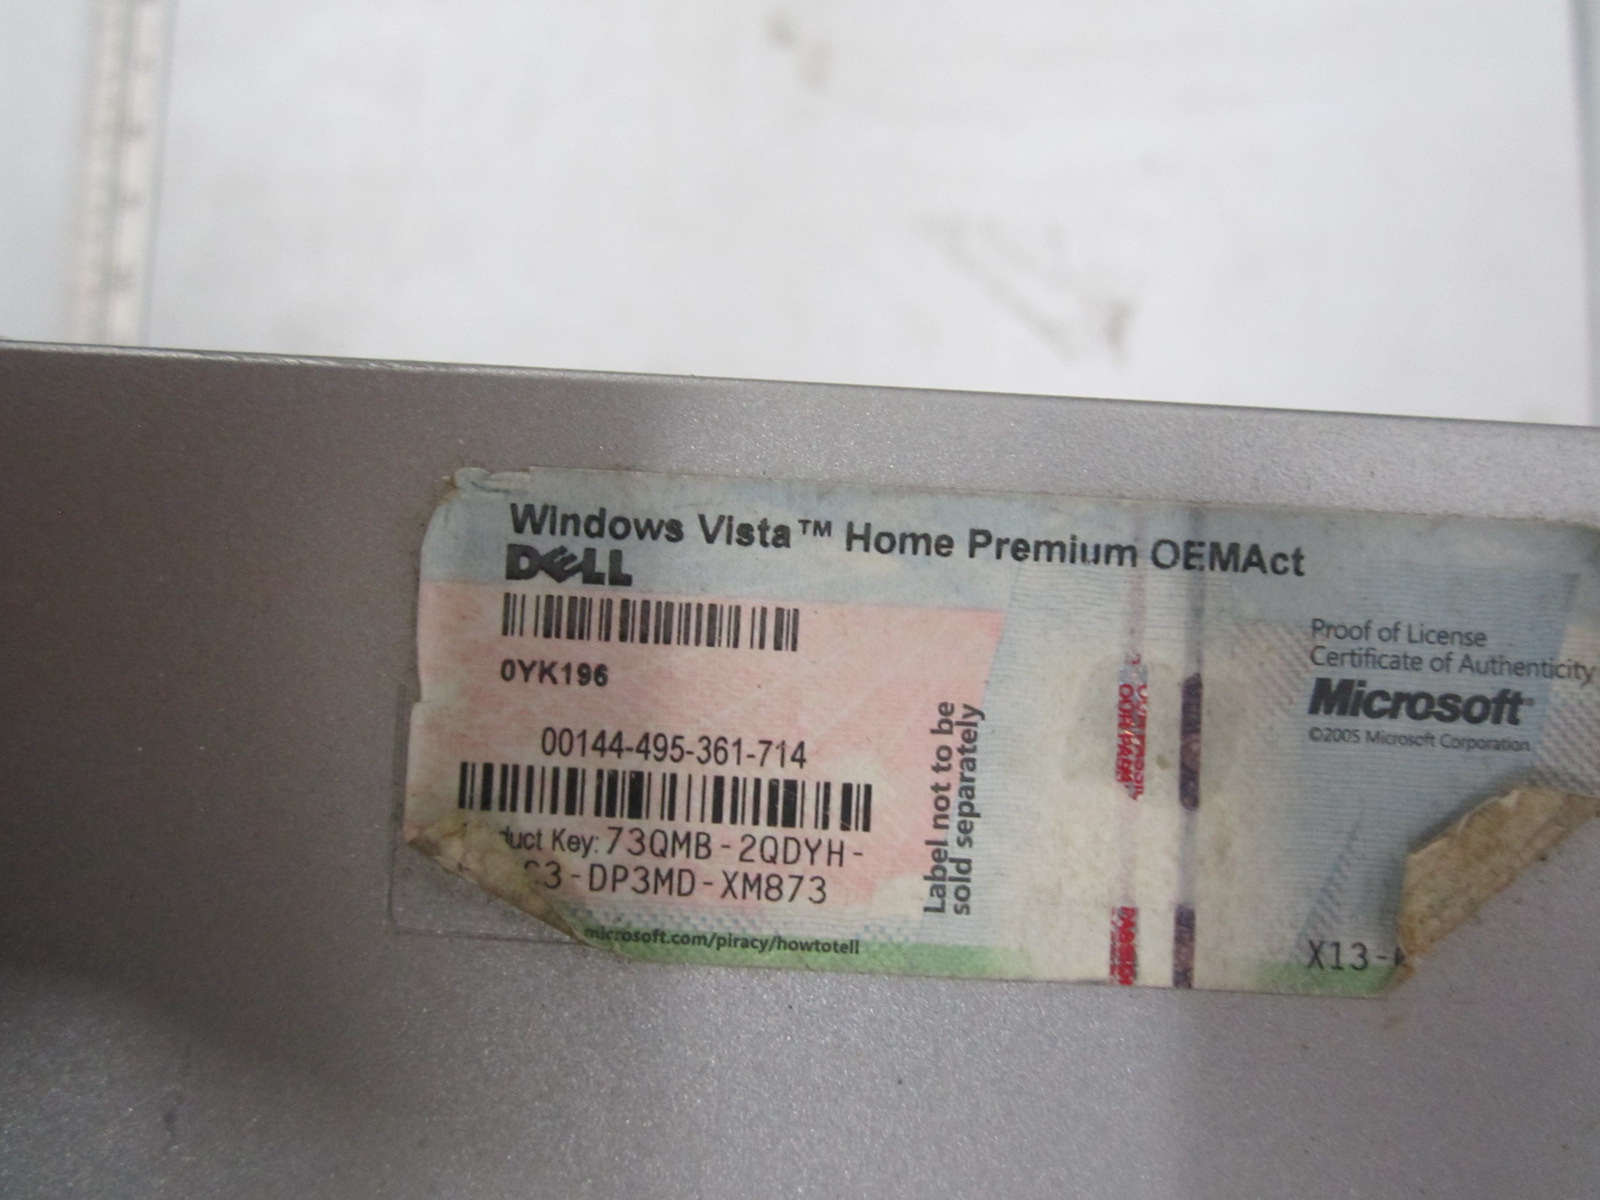 Windows Vista™ Home Premium OEMAct
DELL
0YK196
00144-495-361-714
duct Key: 73QMB-2QDYH-
C3-DP3MD-XM873
microsoft.com/piracy/howtotell
Label not to be
sold separately
Proof of License
Certificate of Authenticity
Microsoft®
©2005 Microsoft Corporation
X13-